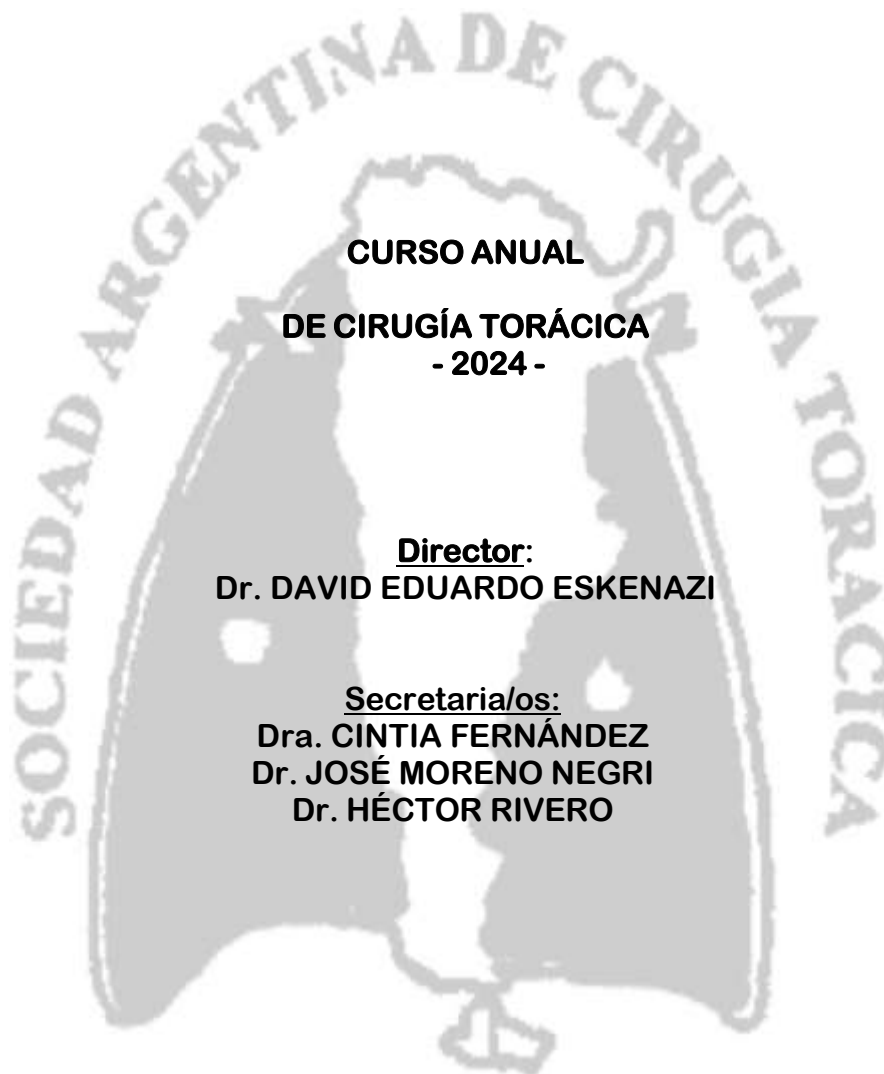 SOCIEDAD ARGENTINA DE CIRUGIA TORACICA
CURSO ANUAL
DE CIRUGÍA TORÁCICA
- 2024 -
Director:
Dr. DAVID EDUARDO ESKENAZI
Secretaria/os:
Dra. CINTIA FERNÁNDEZ
Dr. JOSÉ MORENO NEGRI
Dr. HÉCTOR RIVERO